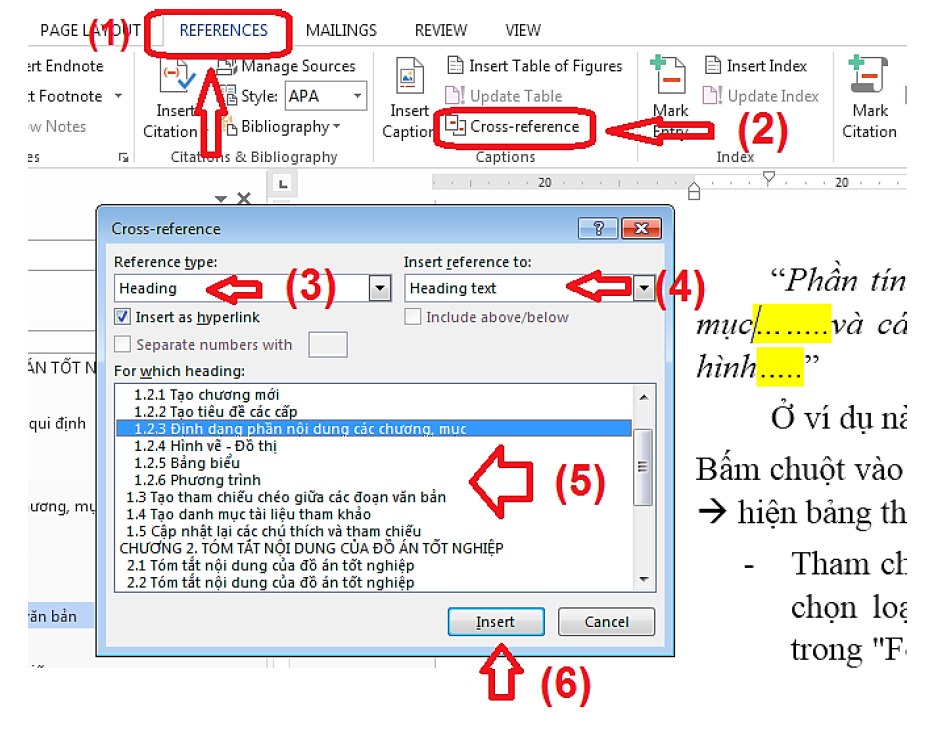 PAGE LAYOUT REFERENCES MAILINGS REVIEW VIEW
(1)
rt Endnote Manage Sources Insert Table of Figures Insert Index
t Footnote Style: APA Update Table Update Index
w Notes Insert Citation Bibliography Insert Caption Cross-reference Mark Entry Mark Citation
(2)
es Citations & Bibliography Captions Index
20 20
Cross-reference
Reference type: Insert reference to:
Heading (3) Heading text (4)
Insert as hyperlink Include above/below
Separate numbers with
For which heading:
1.2.1 Tạo chương mới
1.2.2 Tạo tiêu đề các cấp
1.2.3 Định dạng phần nội dung các chương, mục
1.2.4 Hình vẽ - Đồ thị
1.2.5 Bảng biểu
1.2.6 Phương trình
1.3 Tạo tham chiếu chéo giữa các đoạn văn bản
1.4 Tạo danh mục tài liệu tham khảo
1.5 Cập nhật lại các chú thích và tham chiếu
CHƯƠNG 2. TÓM TẮT NỘI DUNG CỦA ĐỒ ÁN TỐT NGHIỆP
2.1 Tóm tắt nội dung của đồ án tốt nghiệp
2.2 Tóm tắt nội dung của đồ án tốt nghiệp
(5)
Insert Cancel
(6)
ÁN TỐT N
qui định
ương, mụ
văn bản
“Phần tín
mục……..và cá
hình…..”
Ở ví dụ nà
Bấm chuột vào
→ hiện bảng th
- Tham ch
chọn loạ
trong "F